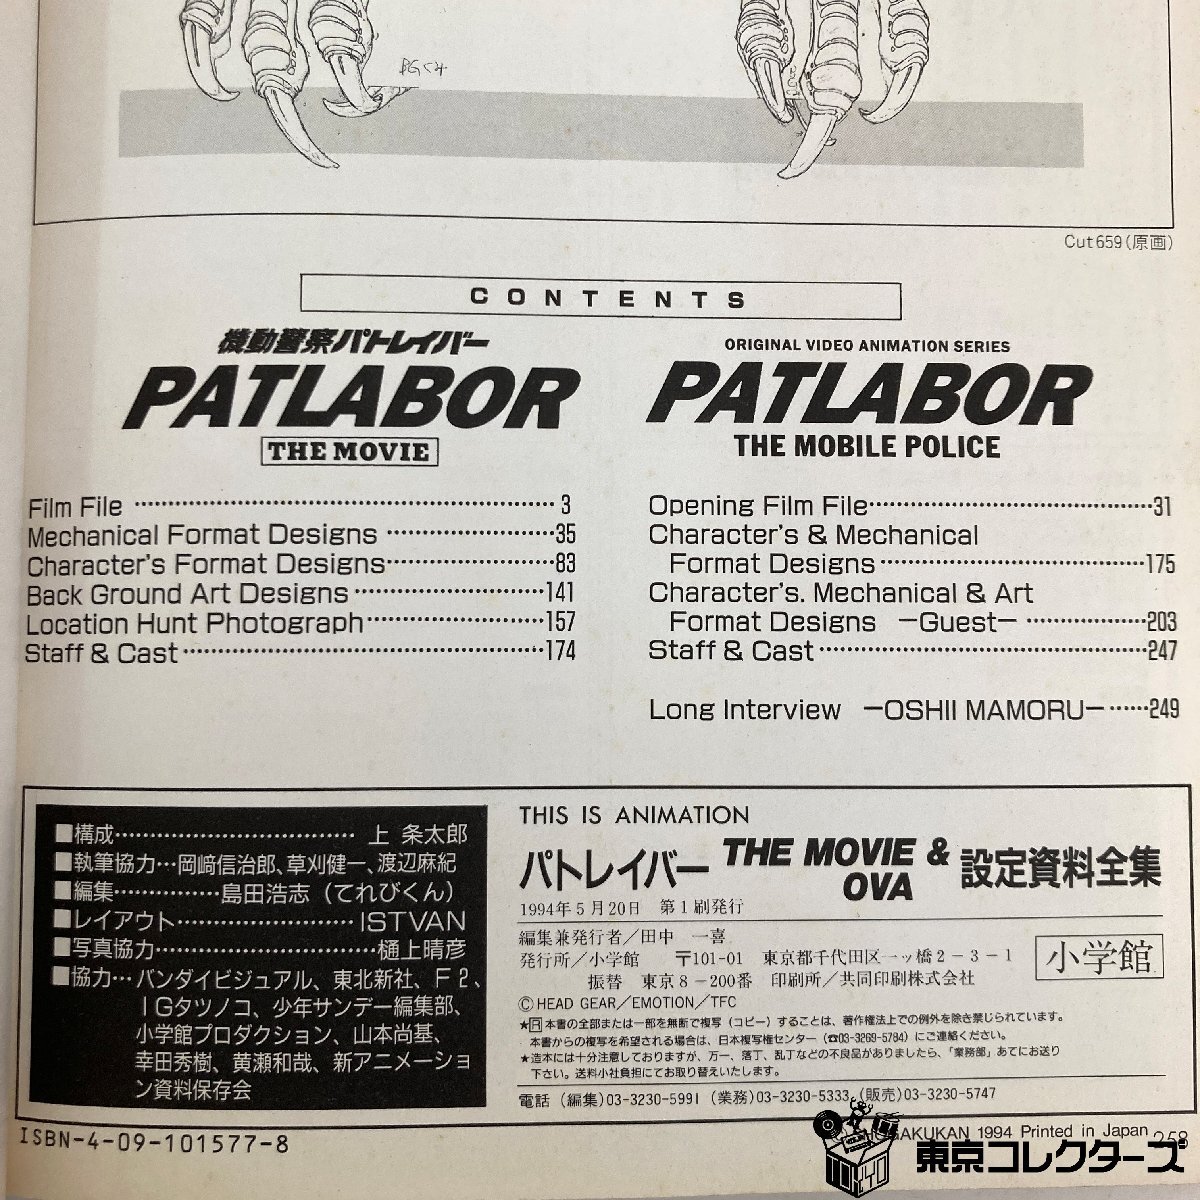 BGくみ
Cut659(原画)
CONTENTS
機動警察パトレイバー
PATLABOR
THE MOVIE
Film File 3
Mechanical Format Designs 35
Character's Format Designs 83
Back Ground Art Designs 141
Location Hunt Photograph 157
Staff & Cast 174
ORIGINAL VIDEO ANIMATION SERIES
PATLABOR
THE MOBILE POLICE
Opening Film File 31
Character's & Mechanical
Format Designs 175
Character's. Mechanical & Art
Format Designs －Guest－ 203
Staff & Cast 247
Long Interview －OSHII MAMORU－ 249
■構成 上 条太郎
■執筆協力…岡﨑信治郎、草刈健一、渡辺麻紀
■編集 島田浩志（てれびくん）
■レイアウト ISTVAN
■写真協力 樋上晴彦
■協力…バンダイビジュアル、東北新社、F2、
IGタツノコ、少年サンデー編集部、
小学館プロダクション、山本尚基、
幸田秀樹、黄瀬和哉、新アニメーショ
ン資料保存会
THIS IS ANIMATION
パトレイバー THE MOVIE & OVA 設定資料全集
1994年5月20日 第1刷発行
編集兼発行者／田中 一喜
発行所／小学館 〒101-01 東京都千代田区一ッ橋2－3－1
振替 東京8－200番 印刷所／共同印刷株式会社
小学館
©HEAD GEAR／EMOTION／TFC
★R本書の全部または一部を無断で複写（コピー）することは、著作権法上での例外を除き禁じられています。
本書からの複写を希望される場合は、日本複写権センター（☎03-3269-5784）にご連絡ください。
★造本には十分注意しておりますが、万一、落丁、乱丁などの不良品がありましたら、「業務部」あてにお送り
下さい。送料小社負担にてお取り替えいたします。
電話（編集）03-3230-5991（業務）03-3230-5333（販売）03-3230-5747
ISBN-4-09-101577-8
SHOGAKUKAN 1994 Printed in Japan
258
TOKYO
東京コレクターズ